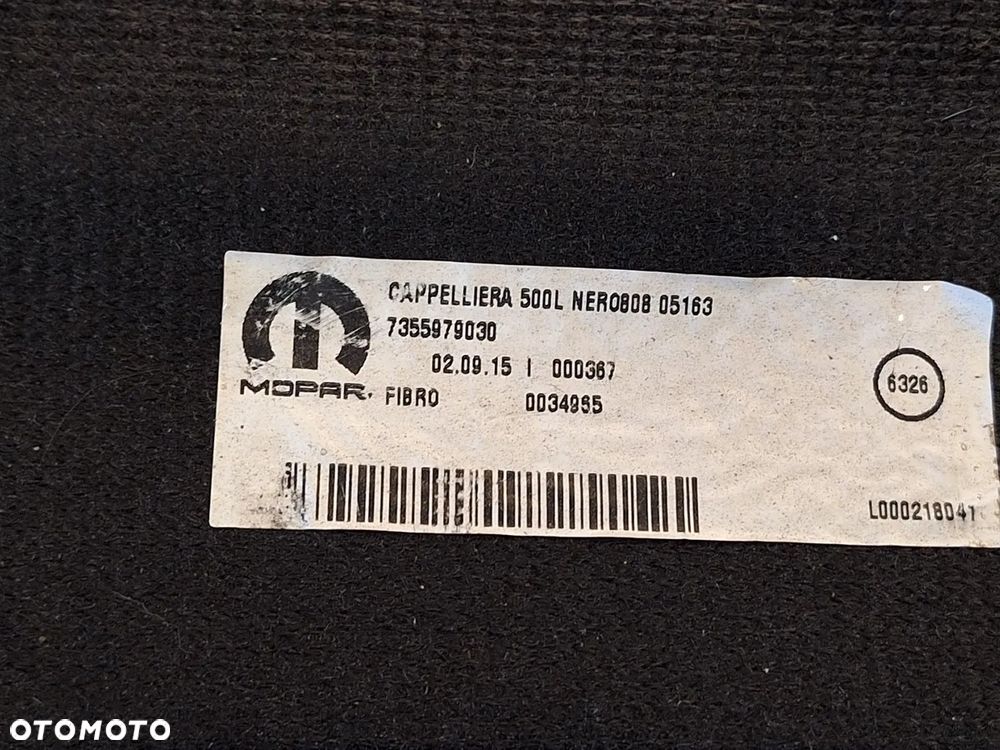 CAPPELLIERA 500L NERO808 05163
7355979030
02.09.15 | 000367
MOPAR. FIBRO 0034965
6326
L000218041
OTOMOTO